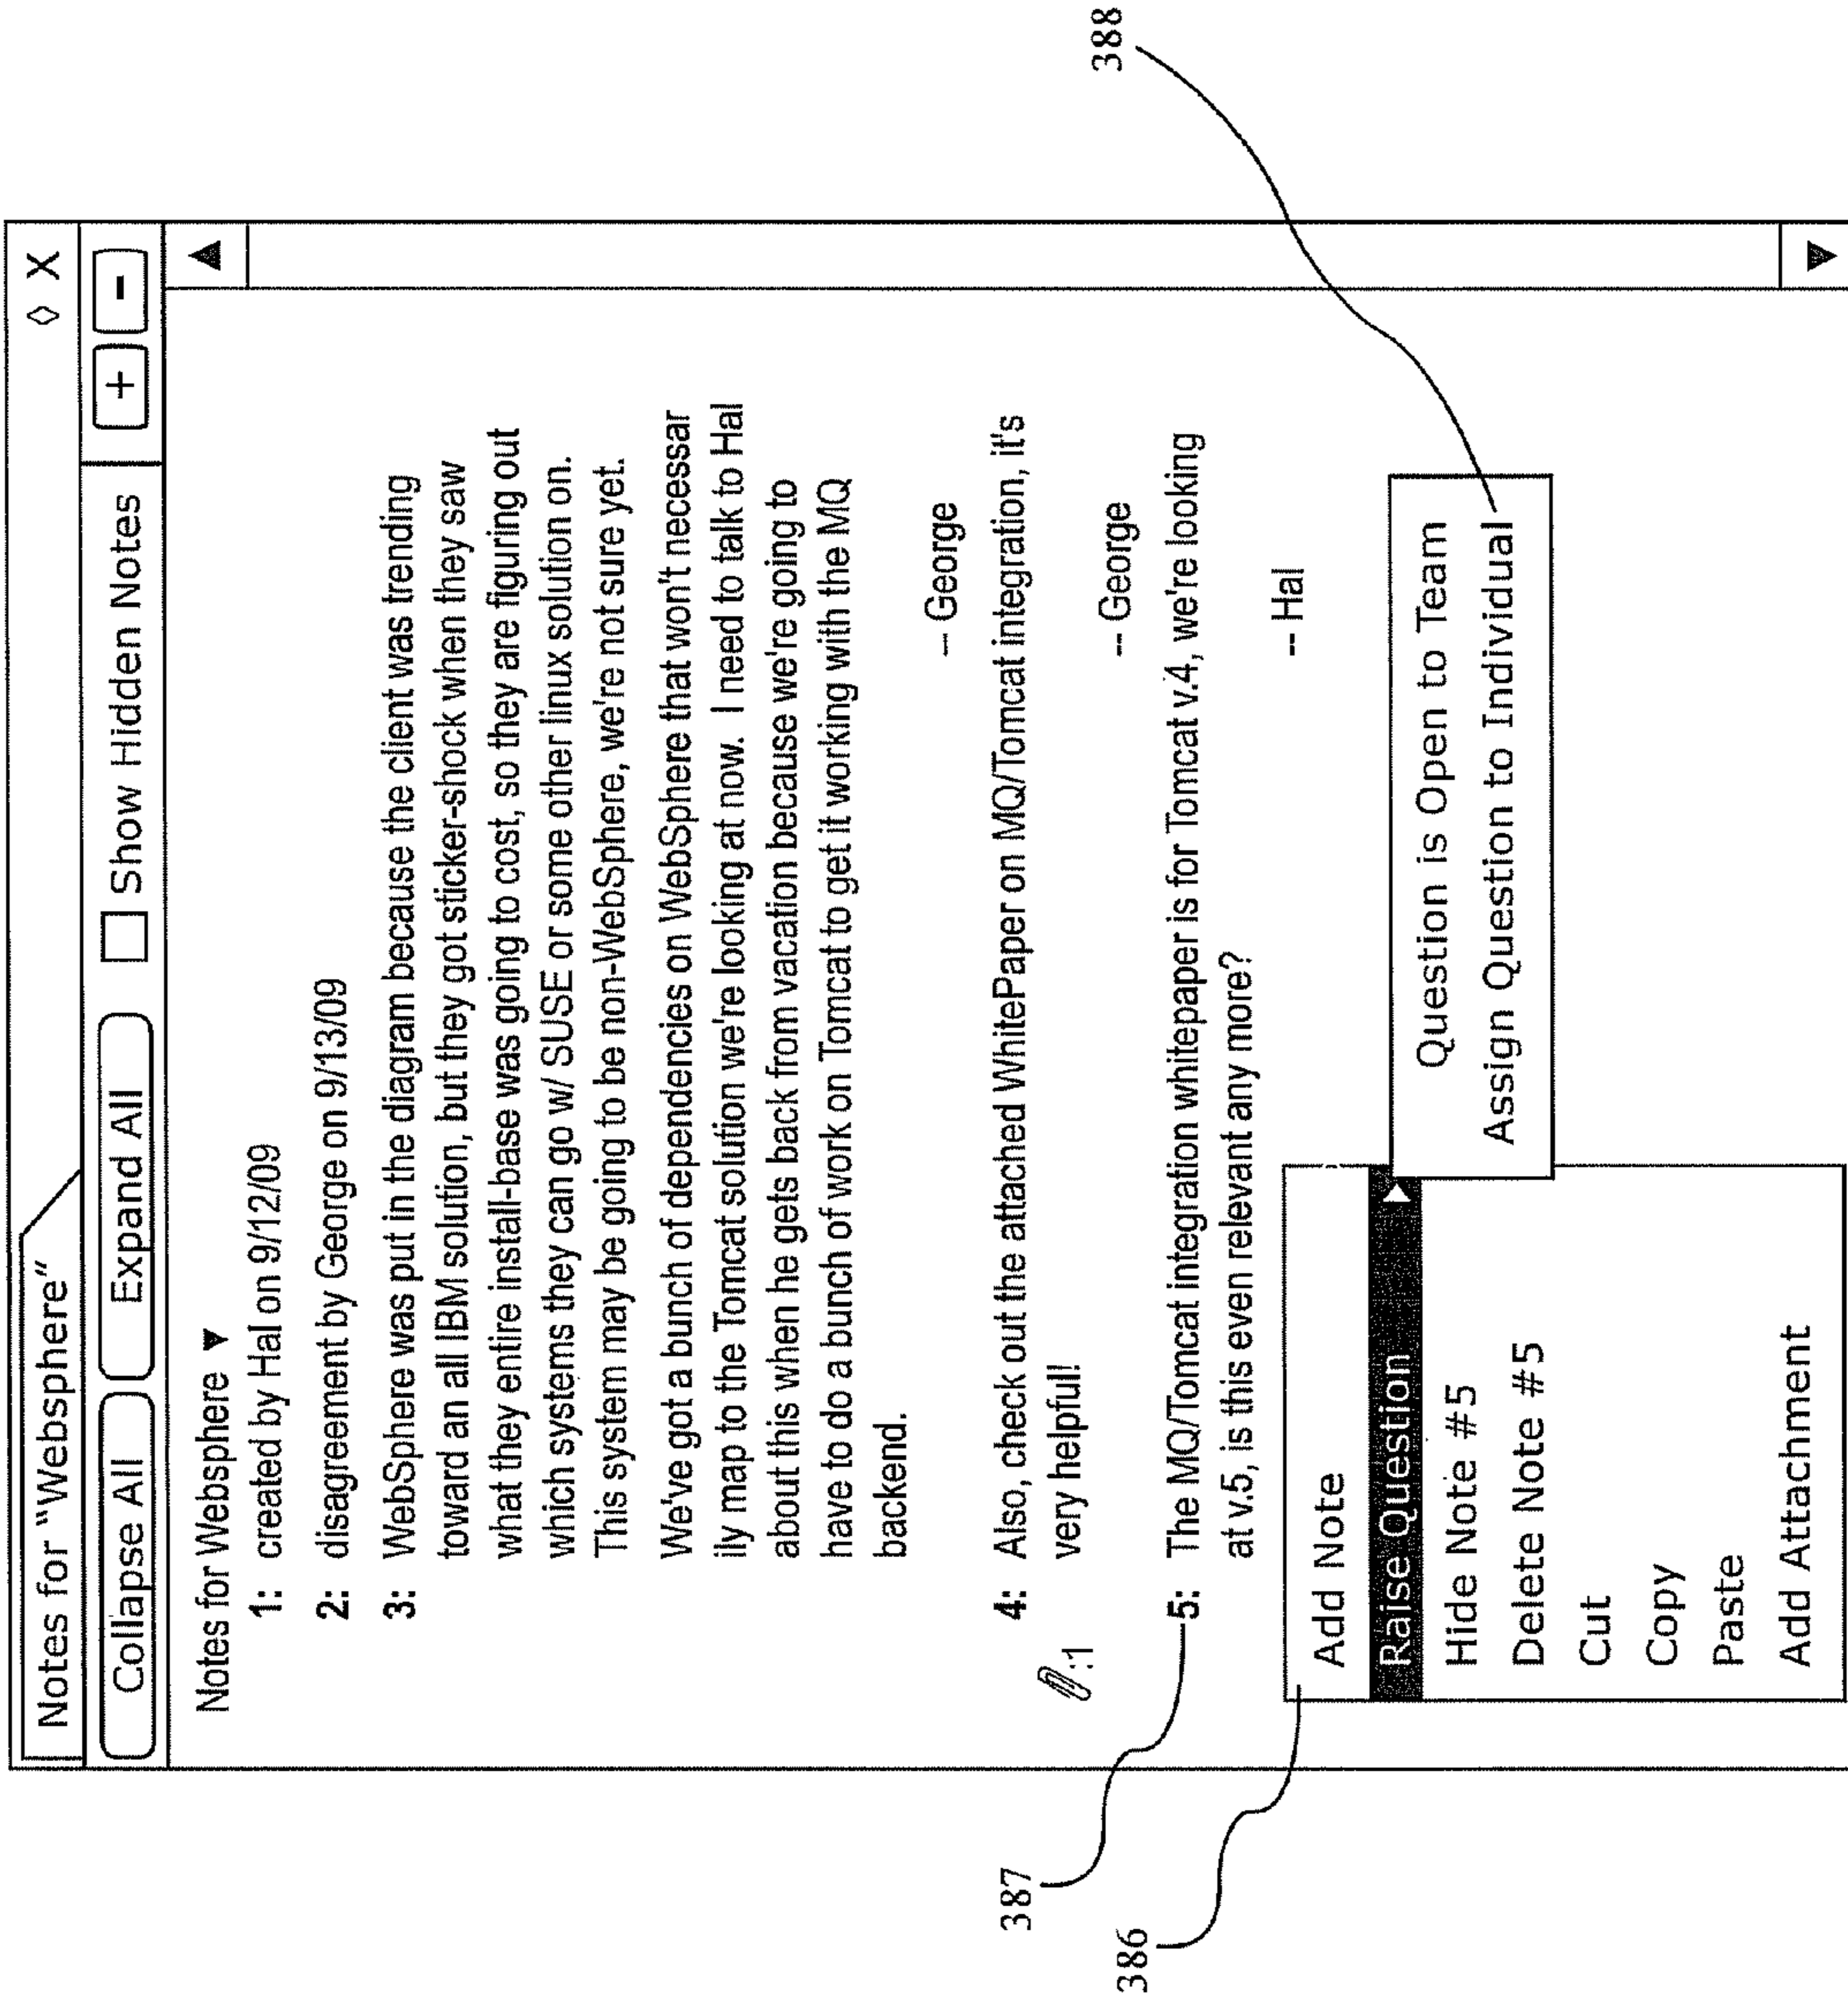 Notes for “Websphere”
◊ X
Collapse All
Expand All
Show Hidden Notes
+
-
Notes for Websphere ▼
1: created by Hal on 9/12/09
2: disagreement by George on 9/13/09
3: WebSphere was put in the diagram because the client was trending
toward an all IBM solution, but they got sticker-shock when they saw
what they entire install-base was going to cost, so they are figuring out
which systems they can go w/ SUSE or some other linux solution on.
This system may be going to be non-WebSphere, we're not sure yet.
We've got a bunch of dependencies on WebSphere that won't necessar
ily map to the Tomcat solution we're looking at now. I need to talk to Hal
about this when he gets back from vacation because we're going to
have to do a bunch of work on Tomcat to get it working with the MQ
backend.
-- George
4: Also, check out the attached WhitePaper on MQ/Tomcat integration, it's
:1 very helpful!
-- George
5: The MQ/Tomcat integration whitepaper is for Tomcat v.4, we're looking
at v.5, is this even relevant any more?
-- Hal
Add Note
Raise Question
Hide Note #5
Delete Note #5
Cut
Copy
Paste
Add Attachment
Question is Open to Team
Assign Question to Individual
387
386
388